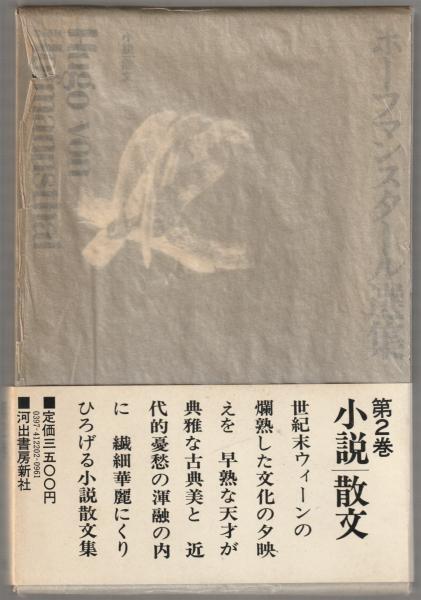 ホーフマンスタール選集
小説散文
Hugo von
Hofmannsthal
第2巻
小説|散文
世紀末ウィーンの
爛熟した文化の夕映
えを 早熟な天才が
典雅な古典美と 近
代的憂愁の渾融の内
に 繊細華麗にくり
ひろげる小説散文集
■定価三五〇〇円
0397-412202-0961
■河出書房新社